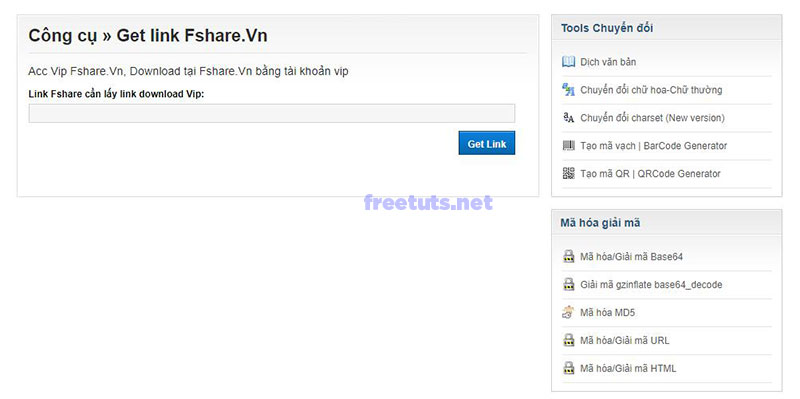 Công cụ » Get link Fshare.Vn
Acc Vip Fshare.Vn, Download tại Fshare.Vn bằng tài khoản vip
Link Fshare cần lấy link download Vip:
Get Link
freetuts.net
Tools Chuyển đổi
Dịch văn bản
Chuyển đổi chữ hoa-Chữ thường
Chuyển đổi charset (New version)
Tạo mã vạch | BarCode Generator
Tạo mã QR | QRCode Generator
Mã hóa giải mã
Mã hóa/Giải mã Base64
Giải mã gzinflate base64_decode
Mã hóa MD5
Mã hóa/Giải mã URL
Mã hóa/Giải mã HTML